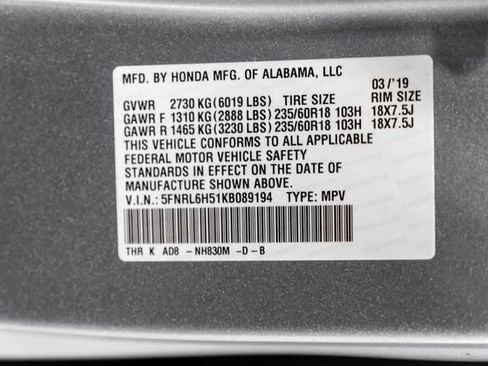 MFD. BY HONDA MFG. OF ALABAMA, LLC
03/'19
GVWR 2730 KG(6019 LBS) TIRE SIZE RIM SIZE
GAWR F 1310 KG(2888 LBS)235/60R18 103H 18X7.5J
GAWR R 1465 KG(3230 LBS)235/60R18 103H 18X7.5J
THIS VEHICLE CONFORMS TO ALL APPLICABLE
FEDERAL MOTOR VEHICLE SAFETY
STANDARDS IN EFFECT ON THE DATE OF
MANUFACTURE SHOWN ABOVE.
V.I.N.: 5FNRL6H51KB089194 TYPE: MPV
THR K AD8 -NH830M -D-B